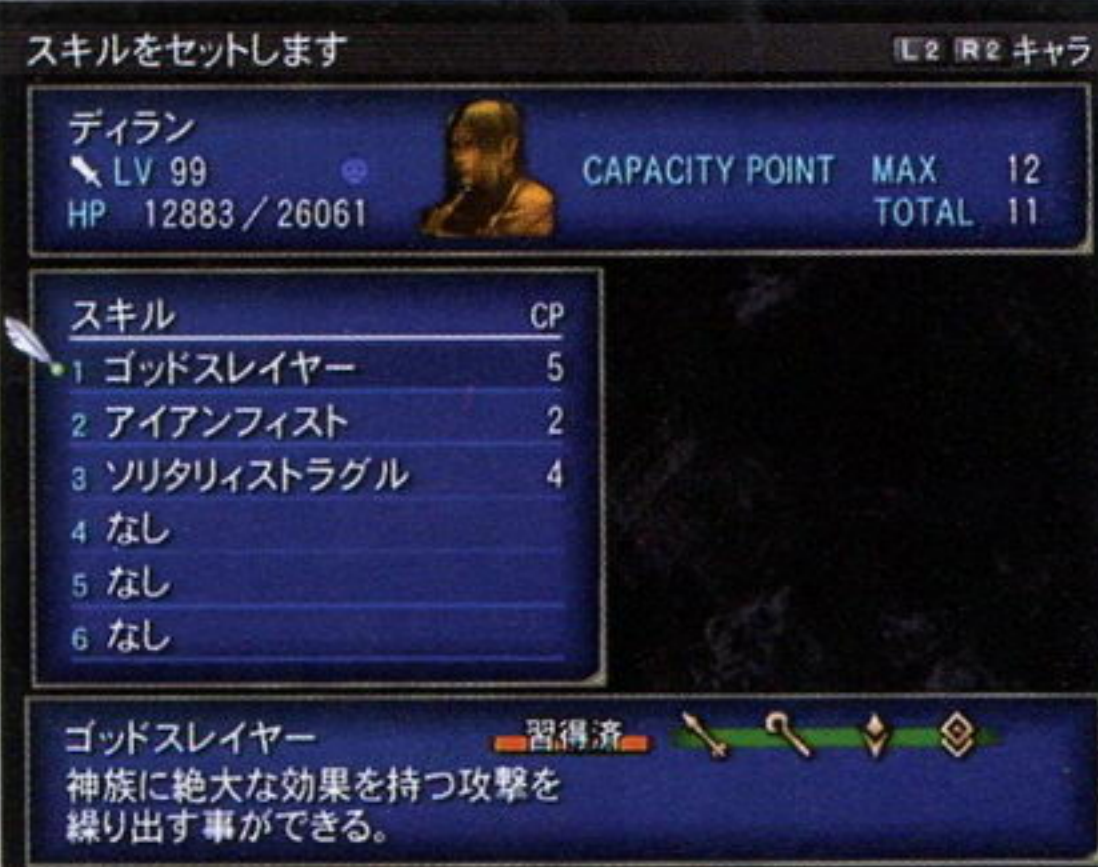 スキルをセットします L2 R2 キャラ
ディラン
LV 99
HP 12883/26061
CAPACITY POINT MAX 12
TOTAL 11
スキル CP
1 ゴッドスレイヤー 5
2 アイアンフィスト 2
3 ソリタリィストラグル 4
4 なし
5 なし
6 なし
ゴッドスレイヤー 習得済
神族に絶大な効果を持つ攻撃を
繰り出す事ができる。